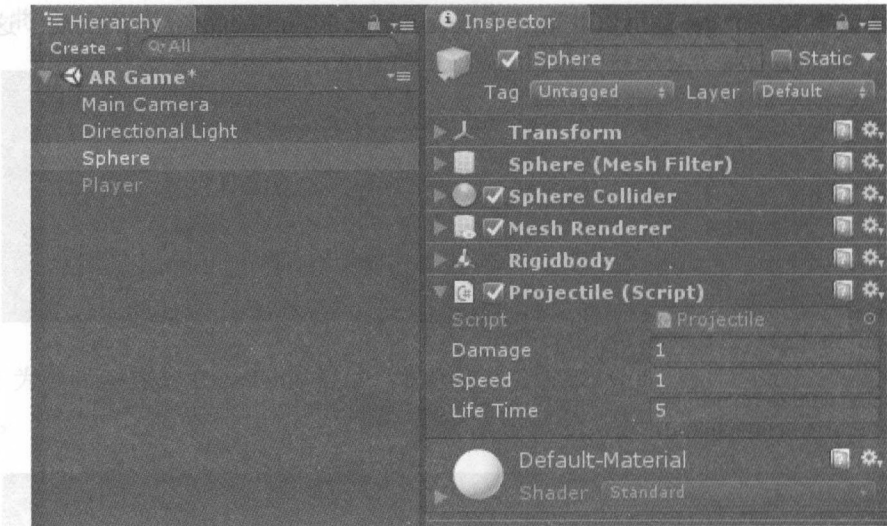 Hierarchy
Create
All
AR Game*
Main Camera
Directional Light
Sphere
Player
Inspector
Sphere
Static
Tag Untagged Layer Default
Transform
Sphere (Mesh Filter)
Sphere Collider
Mesh Renderer
Rigidbody
C# Projectile (Script)
Script Projectile
Damage 1
Speed 1
Life Time 5
Default-Material
Shader Standard